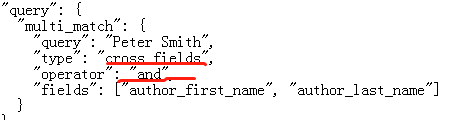 "query": {
"multi_match": {
"query": "Peter Smith",
"type": "cross_fields",
"operator": "and"
"fields": ["author_first_name", "author_last_name"]
}
}